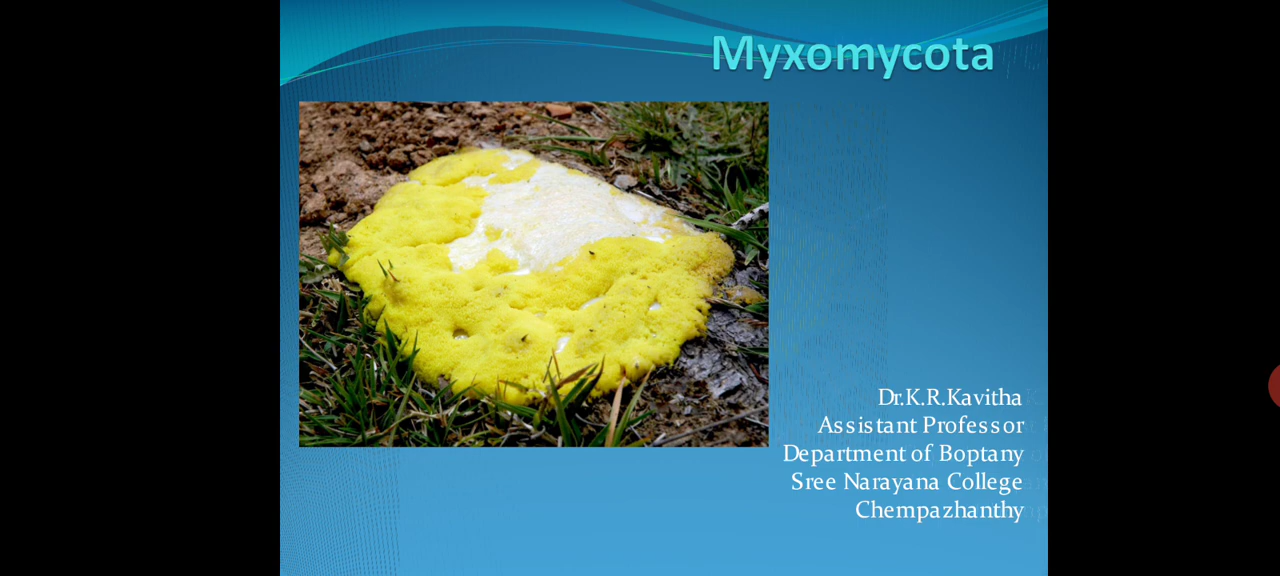 Myxomycota
Dr.K.R.Kavitha
Assistant Professor
Department of Boptany
Sree Narayana College
Chempazhanthy